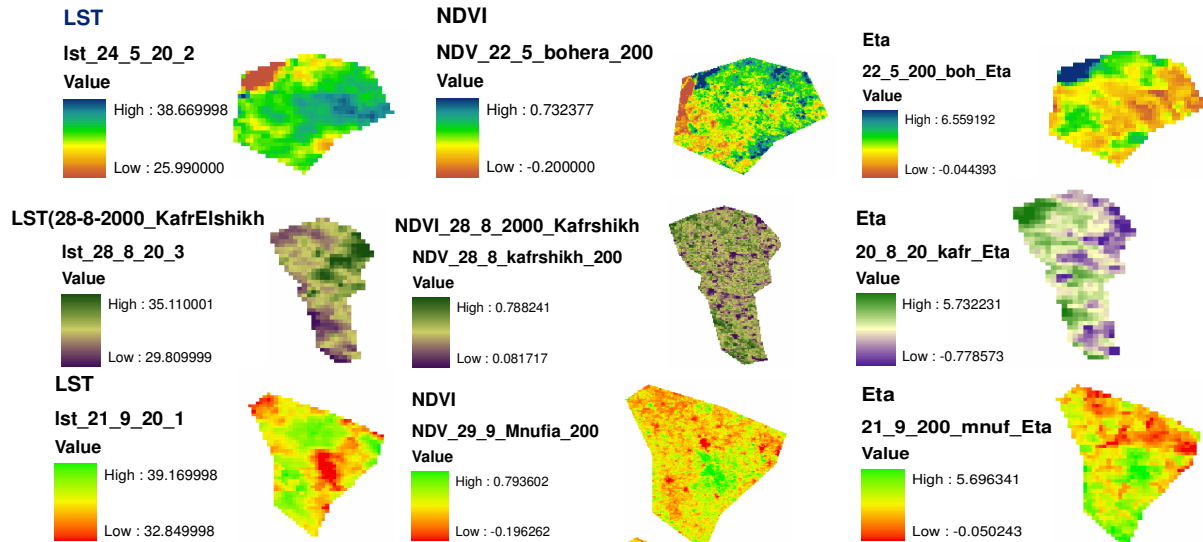 LST
lst_24_5_20_2
Value
High : 38.669998
Low : 25.990000
NDVI
NDV_22_5_bohera_200
Value
High : 0.732377
Low : -0.200000
Eta
22_5_200_boh_Eta
Value
High : 6.559192
Low : -0.044393
LST(28-8-2000_KafrElshikh
lst_28_8_20_3
Value
High : 35.110001
Low : 29.809999
NDVI_28_8_2000_Kafrshikh
NDV_28_8_kafrshikh_200
Value
High : 0.788241
Low : 0.081717
Eta
20_8_20_kafr_Eta
Value
High : 5.732231
Low : -0.778573
LST
lst_21_9_20_1
Value
High : 39.169998
Low : 32.849998
NDVI
NDV_29_9_Mnufia_200
Value
High : 0.793602
Low : -0.196262
Eta
21_9_200_mnuf_Eta
Value
High : 5.696341
Low : -0.050243